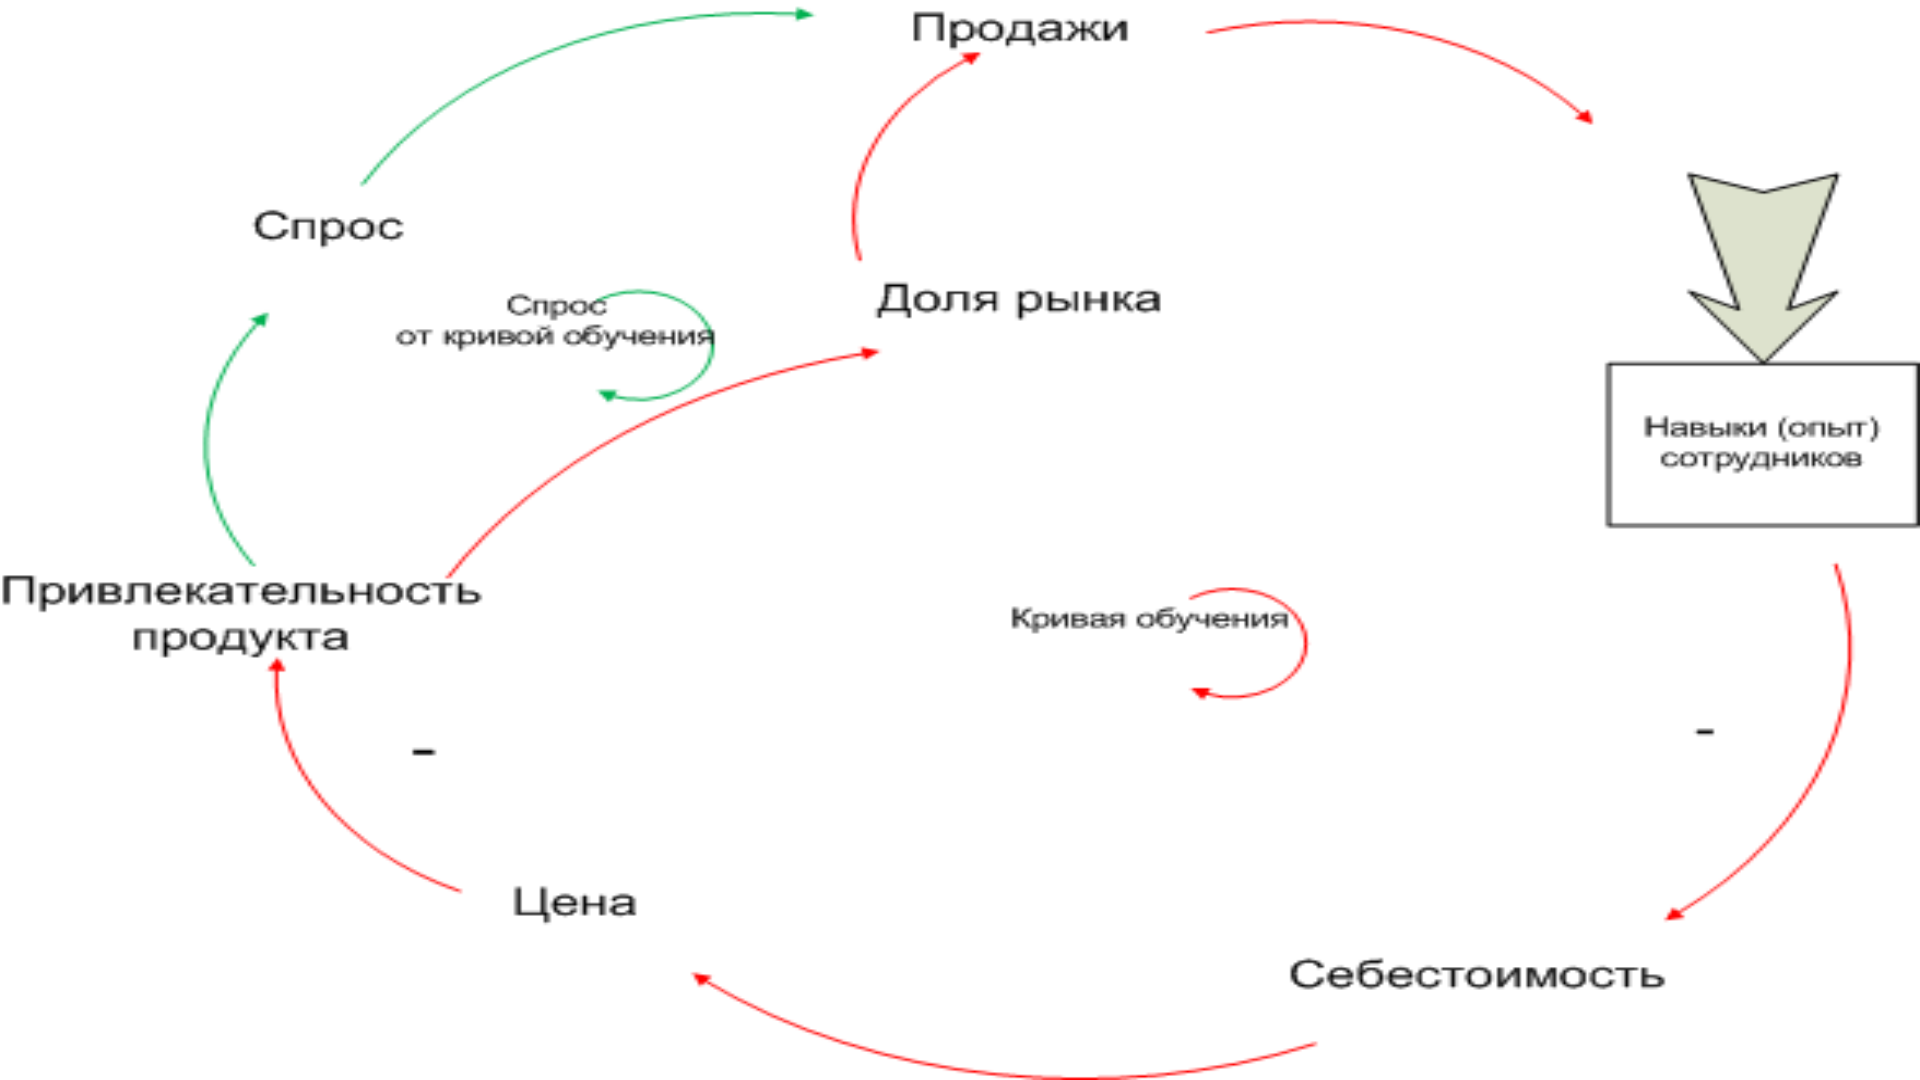 Продажи
Спрос
Доля рынка
Спрос
от кривой обучения
Навыки (опыт)
сотрудников
Привлекательность
продукта
Кривая обучения
-
-
Цена
Себестоимость